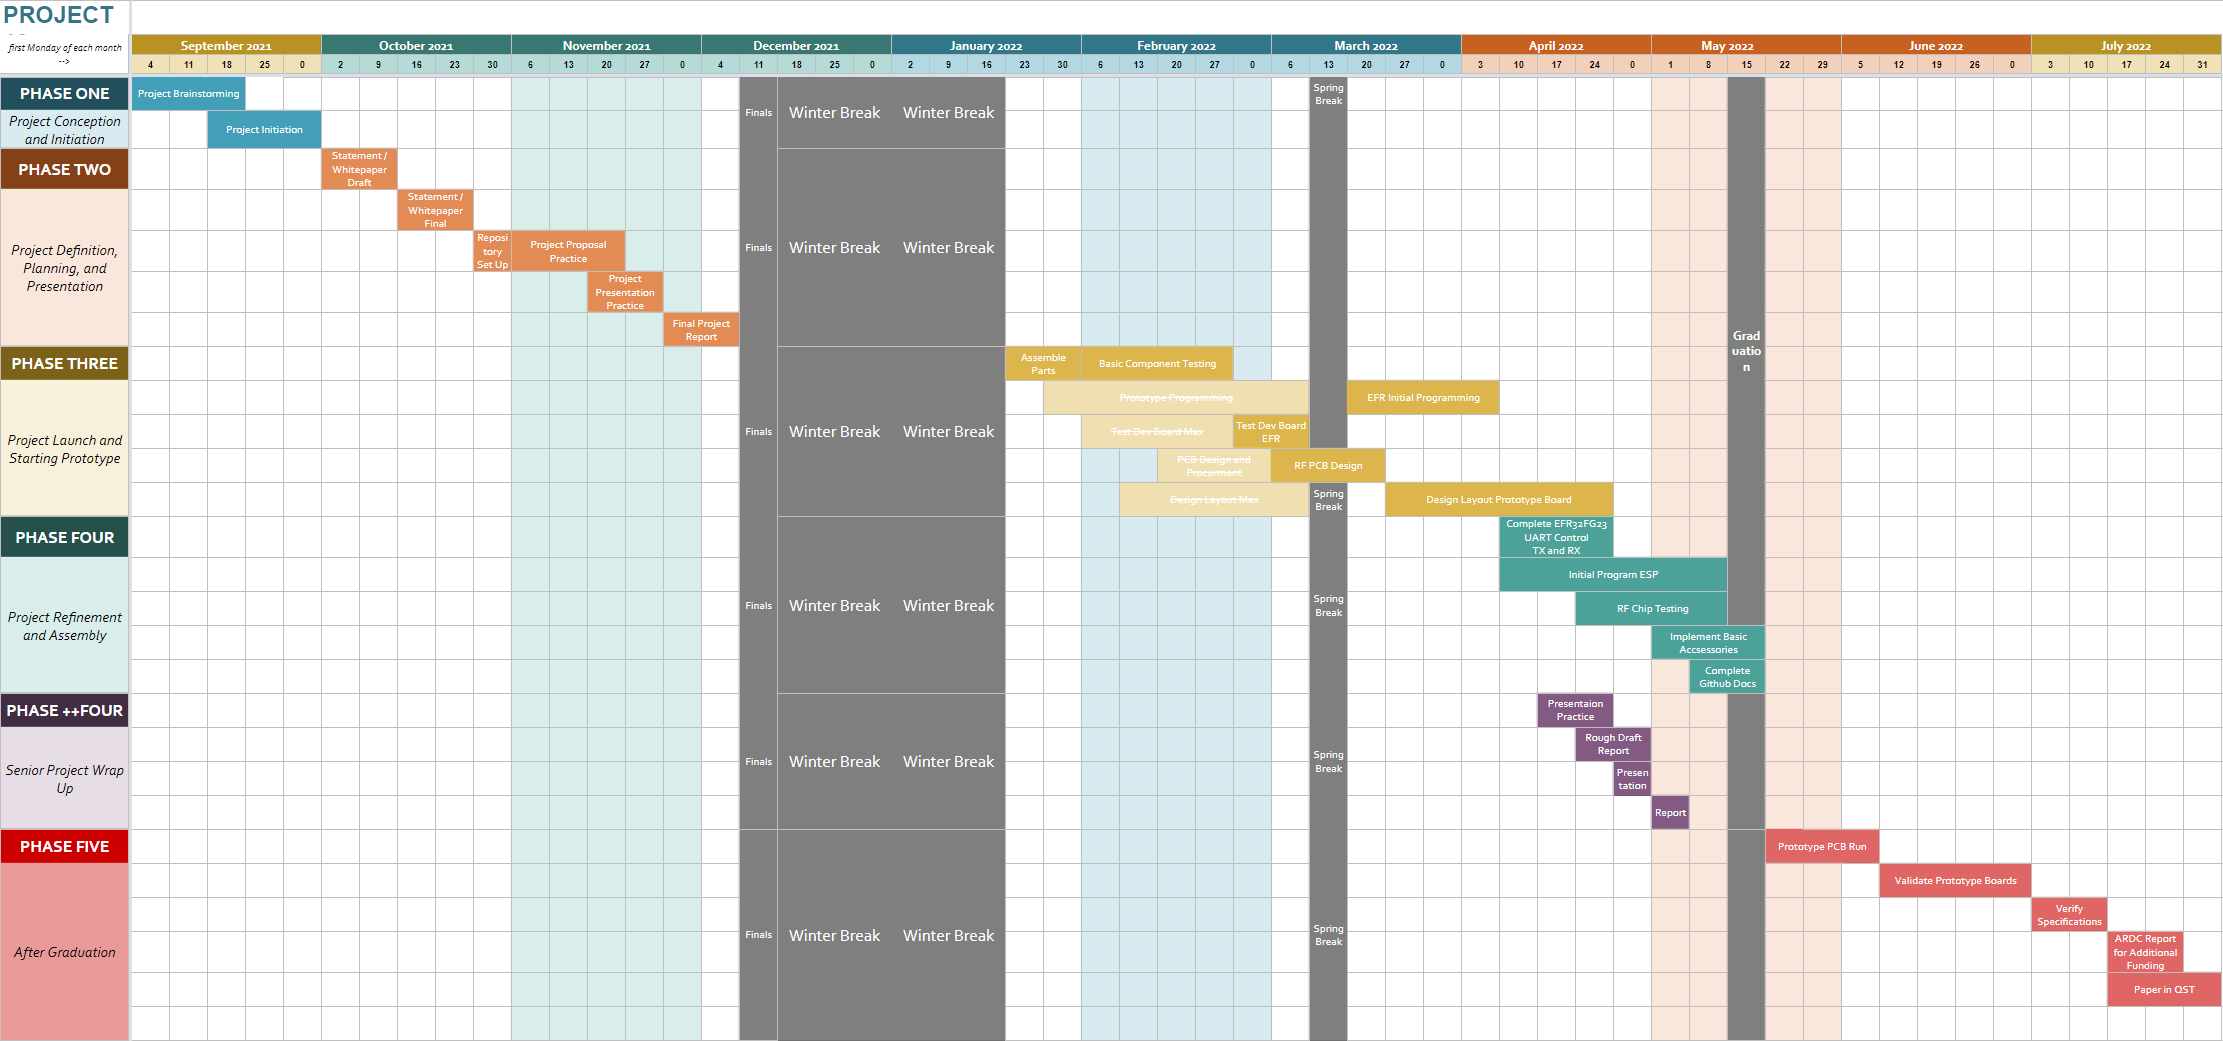 PROJECT
first Monday of each month
-->
September 2021 October 2021 November 2021 December 2021 January 2022 February 2022 March 2022 April 2022 May 2022 June 2022 July 2022
4 11 18 25 0 2 9 16 23 30 6 13 20 27 0 4 11 18 25 0 2 9 16 23 30 6 13 20 27 0 6 13 20 27 0 3 10 17 24 0 1 8 15 22 29 5 12 19 26 0 3 10 17 24 31
PHASE ONE
Project Conception
and Initiation
Project Brainstorming
Project Initiation
Finals
Winter Break
Winter Break
Spring
Break
PHASE TWO
Project Definition,
Planning, and
Presentation
Statement /
Whitepaper
Draft
Statement /
Whitepaper
Final
Reposi
tory
Set Up
Project Proposal
Practice
Project
Presentation
Practice
Final Project
Report
Finals
Winter Break
Winter Break
Grad
uatio
n
PHASE THREE
Project Launch and
Starting Prototype
Finals
Winter Break
Winter Break
Assemble
Parts
Basic Component Testing
Prototype Programming
EFR Initial Programming
Test Dev Board Max
Test Dev Board
EFR
PCB Design and
Procurment
RF PCB Design
Design Layout Max
Spring
Break
Design Layout Prototype Board
PHASE FOUR
Project Refinement
and Assembly
Finals
Winter Break
Winter Break
Spring
Break
Complete EFR32FG23
UART Control
TX and RX
Initial Program ESP
RF Chip Testing
Implement Basic
Accsessories
Complete
Github Docs
PHASE ++FOUR
Senior Project Wrap
Up
Finals
Winter Break
Winter Break
Spring
Break
Presentaion
Practice
Rough Draft
Report
Presen
tation
Report
PHASE FIVE
After Graduation
Finals
Winter Break
Winter Break
Spring
Break
Prototype PCB Run
Validate Prototype Boards
Verify
Specifications
ARDC Report
for Additional
Funding
Paper in QST